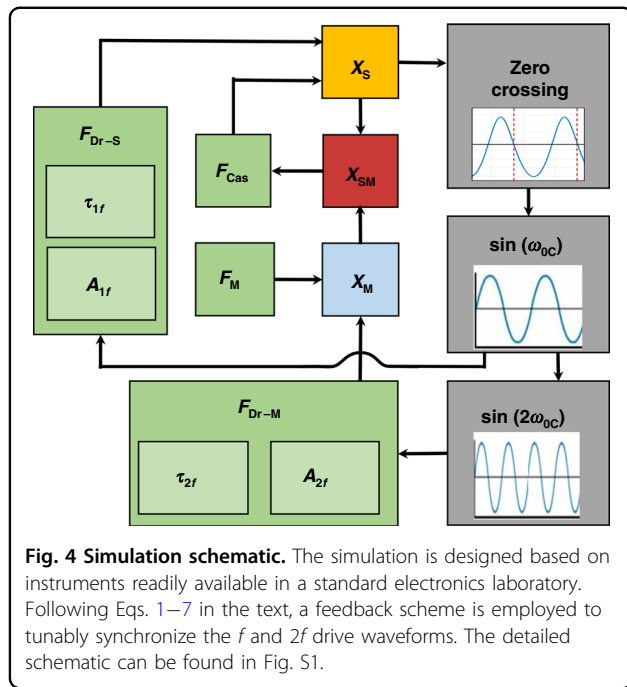 X_S
Zero
crossing
F_Dr−S
τ_1f
A_1f
F_Cas
X_SM
F_M
X_M
sin (ω_0C)
F_Dr−M
τ_2f
A_2f
sin (2ω_0C)
Fig. 4 Simulation schematic. The simulation is designed based on
instruments readily available in a standard electronics laboratory.
Following Eqs. 1−7 in the text, a feedback scheme is employed to
tunably synchronize the f and 2f drive waveforms. The detailed
schematic can be found in Fig. S1.